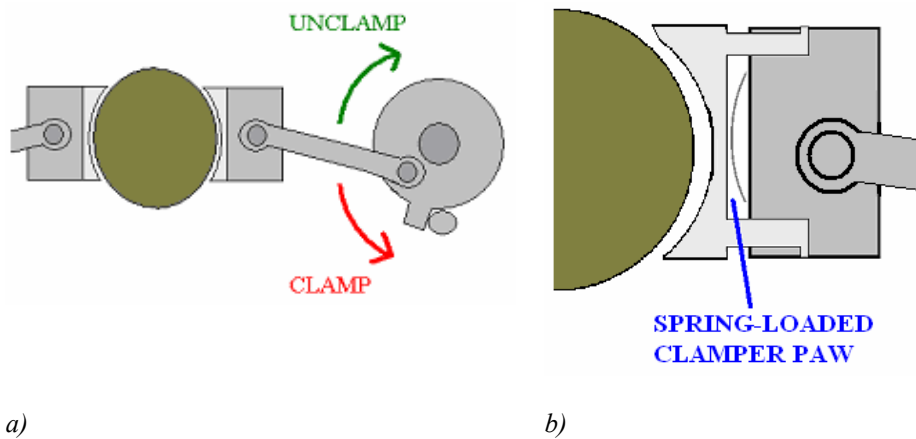 UNCLAMP
CLAMP
SPRING-LOADED
CLAMPER PAW
a)
b)